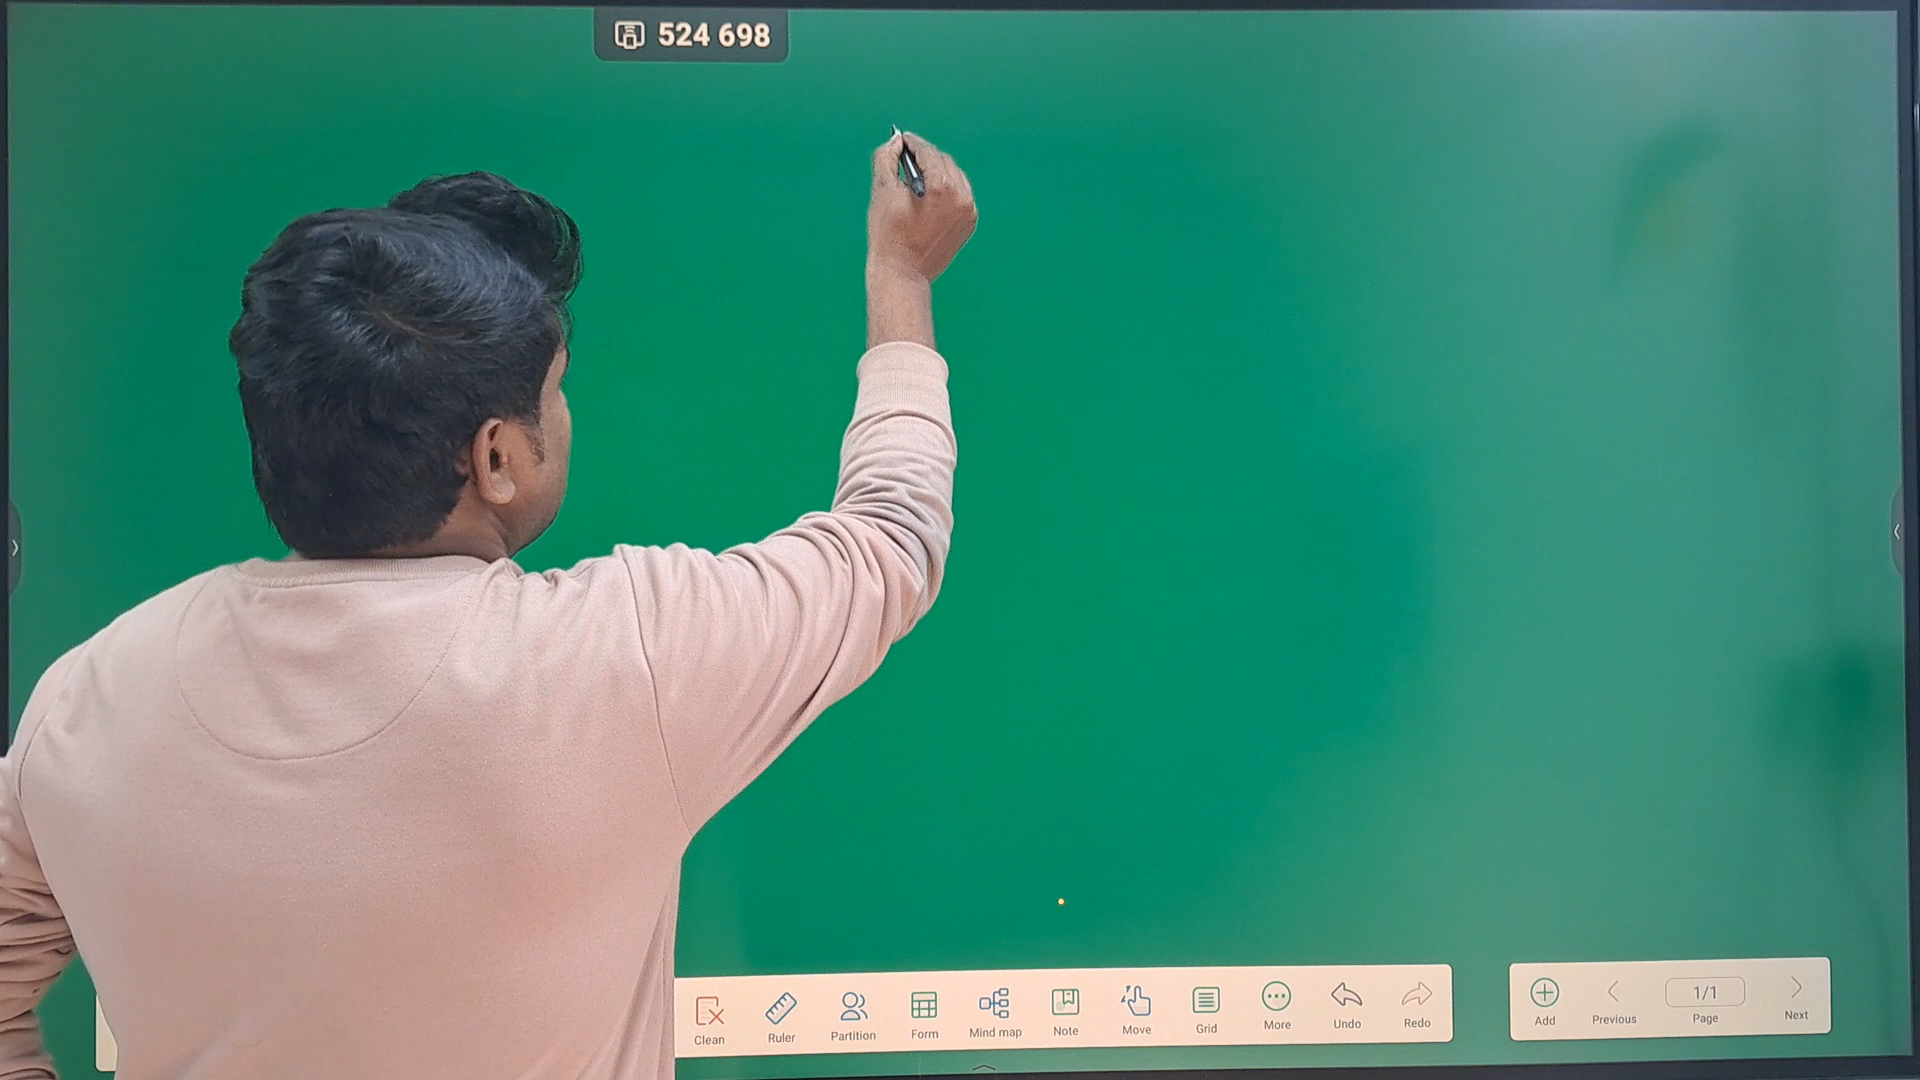 524 698
Clean Ruler Partition Form Mind map Note Move Grid More Undo Redo
Add Previous 1/1 Page Next